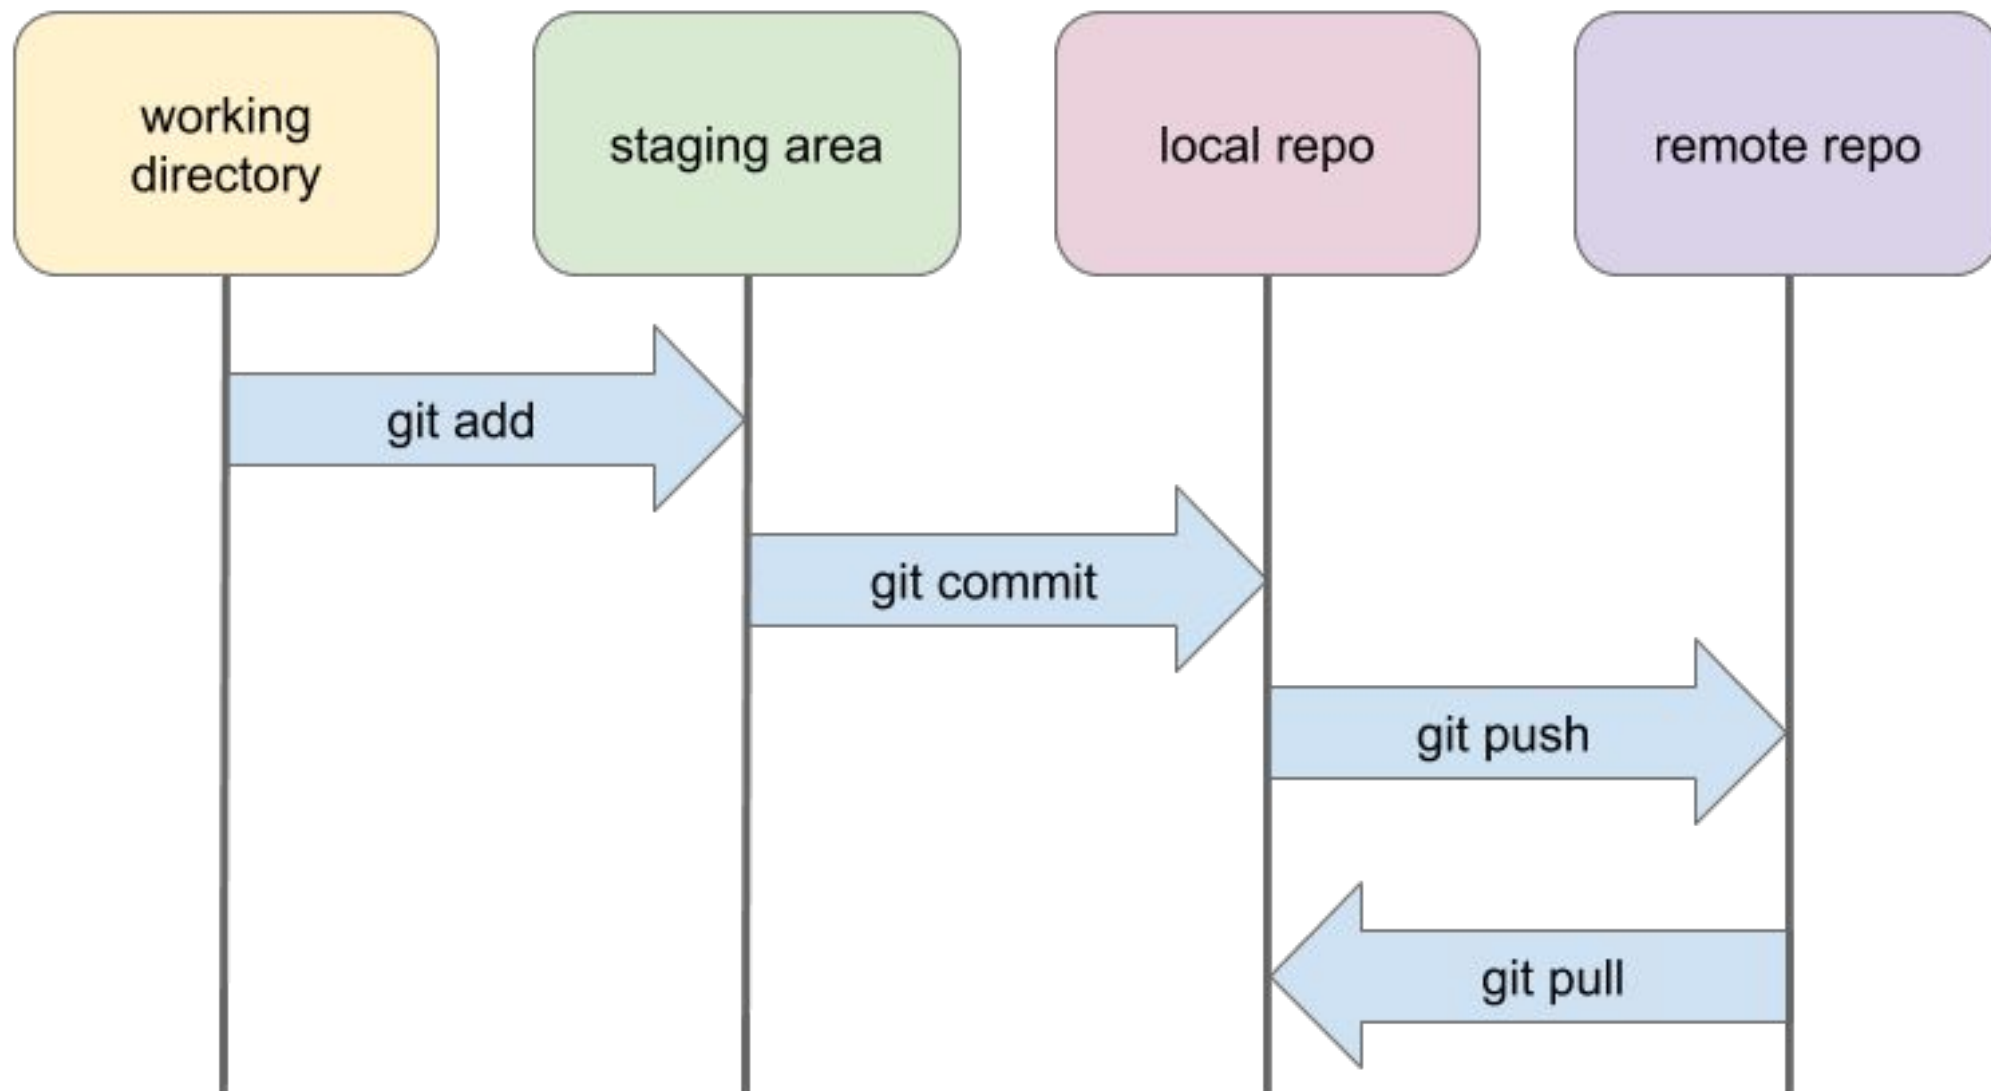 working
directory
staging area
local repo
remote repo
git add
git commit
git push
git pull